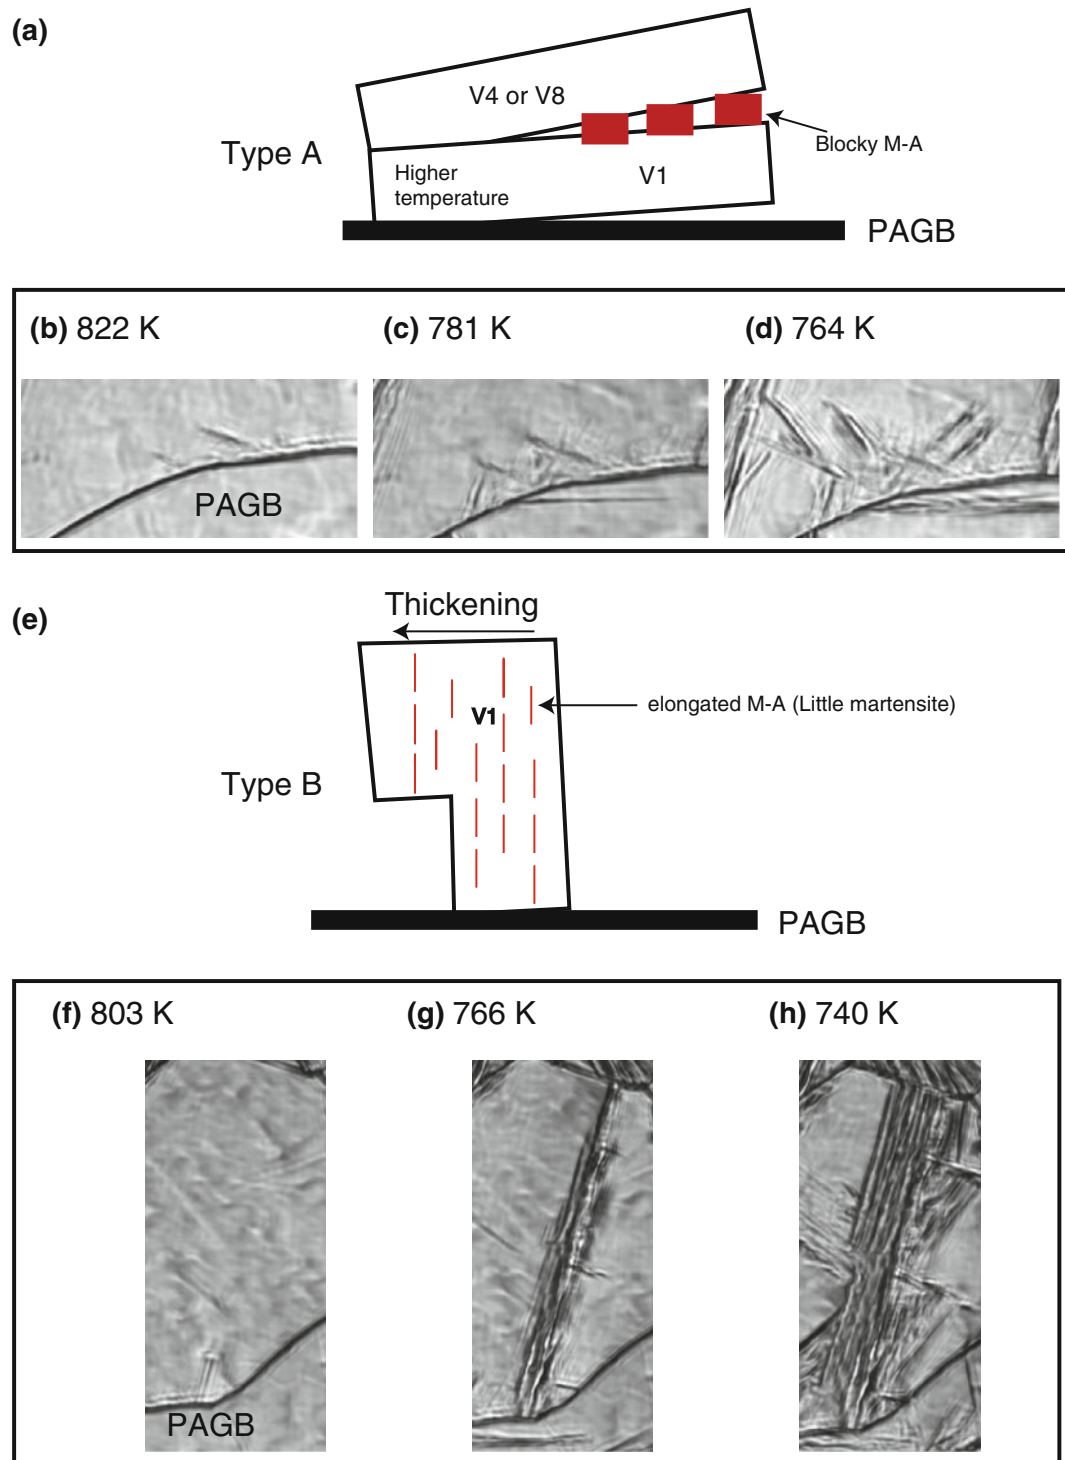 (a)
V4 or V8
Type A
Blocky M-A
Higher
temperature
V1
PAGB
(b) 822 K
(c) 781 K
(d) 764 K
PAGB
(e)
Thickening
V1
elongated M-A (Little martensite)
Type B
PAGB
(f) 803 K
(g) 766 K
(h) 740 K
PAGB